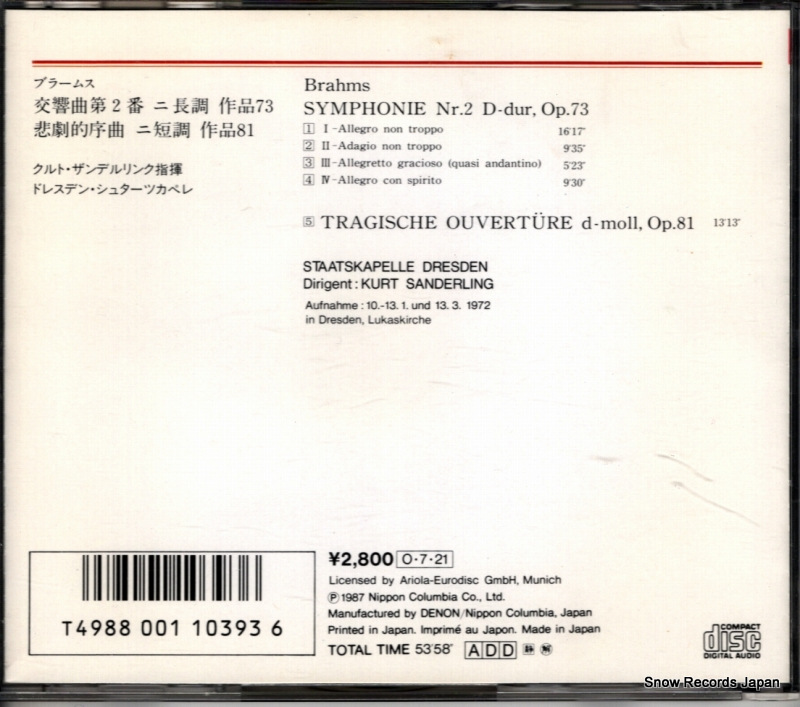 ブラームス
交響曲第2番 ニ長調 作品73
悲劇的序曲 ニ短調 作品81
クルト・ザンデルリンク指揮
ドレスデン・シュターツカペレ
Brahms
SYMPHONIE Nr.2 D-dur, Op.73
1 I-Allegro non troppo 16'17"
2 II-Adagio non troppo 9'35"
3 III-Allegretto gracioso (quasi andantino) 5'23"
4 IV-Allegro con spirito 9'30"
5 TRAGISCHE OUVERTÜRE d-moll, Op.81 13'13"
STAATSKAPELLE DRESDEN
Dirigent : KURT SANDERLING
Aufnahme : 10.-13. 1. und 13. 3. 1972
in Dresden, Lukaskirche
T4988 001 10393 6
¥2,800 O·7·21
Licensed by Ariola-Eurodisc GmbH, Munich
Ⓟ1987 Nippon Columbia Co., Ltd.
Manufactured by DENON/Nippon Columbia, Japan
Printed in Japan. Imprimé au Japon. Made in Japan
TOTAL TIME 53'58" ADD
COMPACT
disc
DIGITAL AUDIO
Snow Records Japan